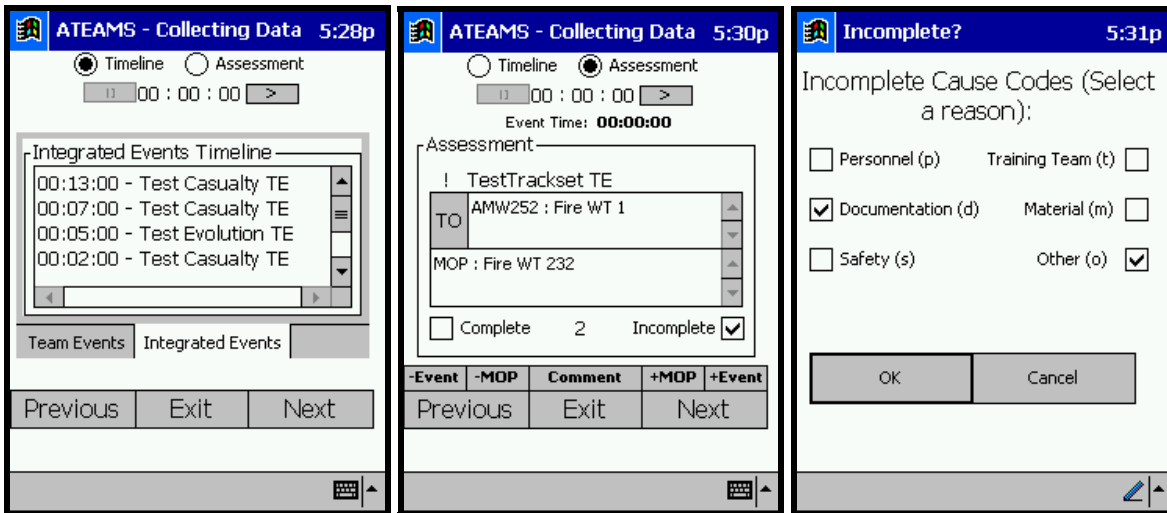 ATEAMS - Collecting Data 5:28p
Timeline Assessment
00 : 00 : 00 >
Integrated Events Timeline
00:13:00 - Test Casualty TE
00:07:00 - Test Casualty TE
00:05:00 - Test Evolution TE
00:02:00 - Test Casualty TE
Team Events Integrated Events
Previous Exit Next
ATEAMS - Collecting Data 5:30p
Timeline Assessment
00 : 00 : 00 >
Event Time: 00:00:00
Assessment
! TestTrackset TE
TO AMW252 : Fire WT 1
MOP : Fire WT 232
Complete 2 Incomplete
-Event -MOP Comment +MOP +Event
Previous Exit Next
Incomplete? 5:31p
Incomplete Cause Codes (Select
a reason):
Personnel (p) Training Team (t)
Documentation (d) Material (m)
Safety (s) Other (o)
OK Cancel